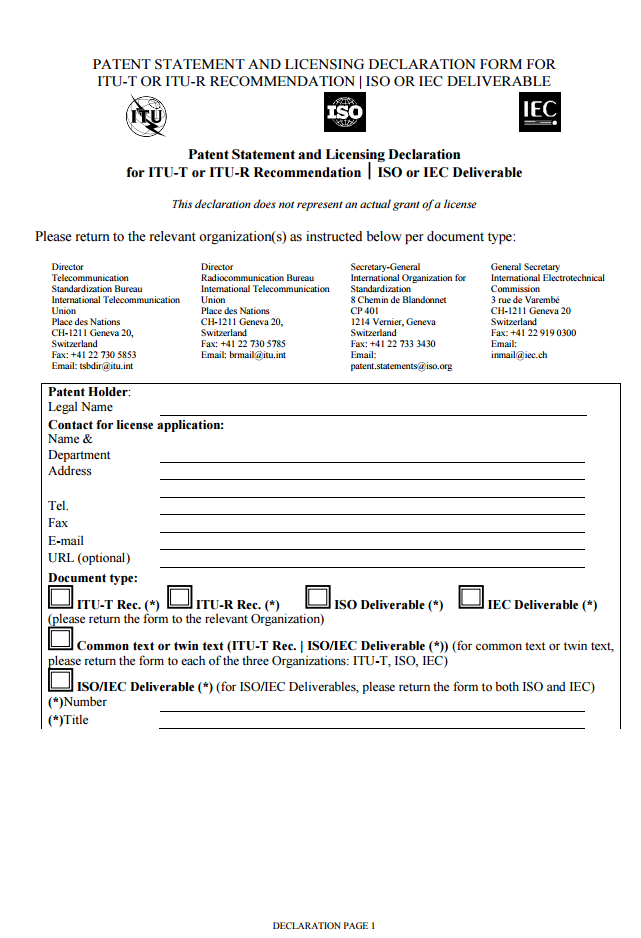 PATENT STATEMENT AND LICENSING DECLARATION FORM FOR
ITU-T OR ITU-R RECOMMENDATION | ISO OR IEC DELIVERABLE
ITU
ISO
IEC
Patent Statement and Licensing Declaration
for ITU-T or ITU-R Recommendation | ISO or IEC Deliverable
This declaration does not represent an actual grant of a license
Please return to the relevant organization(s) as instructed below per document type:
Director
Telecommunication
Standardization Bureau
International Telecommunication
Union
Place des Nations
CH-1211 Geneva 20,
Switzerland
Fax: +41 22 730 5853
Email: tsbdir@itu.int
Director
Radiocommunication Bureau
International Telecommunication
Union
Place des Nations
CH-1211 Geneva 20,
Switzerland
Fax: +41 22 730 5785
Email: brmail@itu.int
Secretary-General
International Organization for
Standardization
8 Chemin de Blandonnet
CP 401
1214 Vernier, Geneva
Switzerland
Fax: +41 22 733 3430
Email:
patent.statements@iso.org
General Secretary
International Electrotechnical
Commission
3 rue de Varembé
CH-1211 Geneva 20
Switzerland
Fax: +41 22 919 0300
Email:
inmail@iec.ch
Patent Holder:
Legal Name
Contact for license application:
Name &
Department
Address
Tel.
Fax
E-mail
URL (optional)
Document type:
ITU-T Rec. (*) ITU-R Rec. (*) ISO Deliverable (*) IEC Deliverable (*)
(please return the form to the relevant Organization)
Common text or twin text (ITU-T Rec. | ISO/IEC Deliverable (*)) (for common text or twin text,
please return the form to each of the three Organizations: ITU-T, ISO, IEC)
ISO/IEC Deliverable (*) (for ISO/IEC Deliverables, please return the form to both ISO and IEC)
(*)Number
(*)Title
DECLARATION PAGE 1